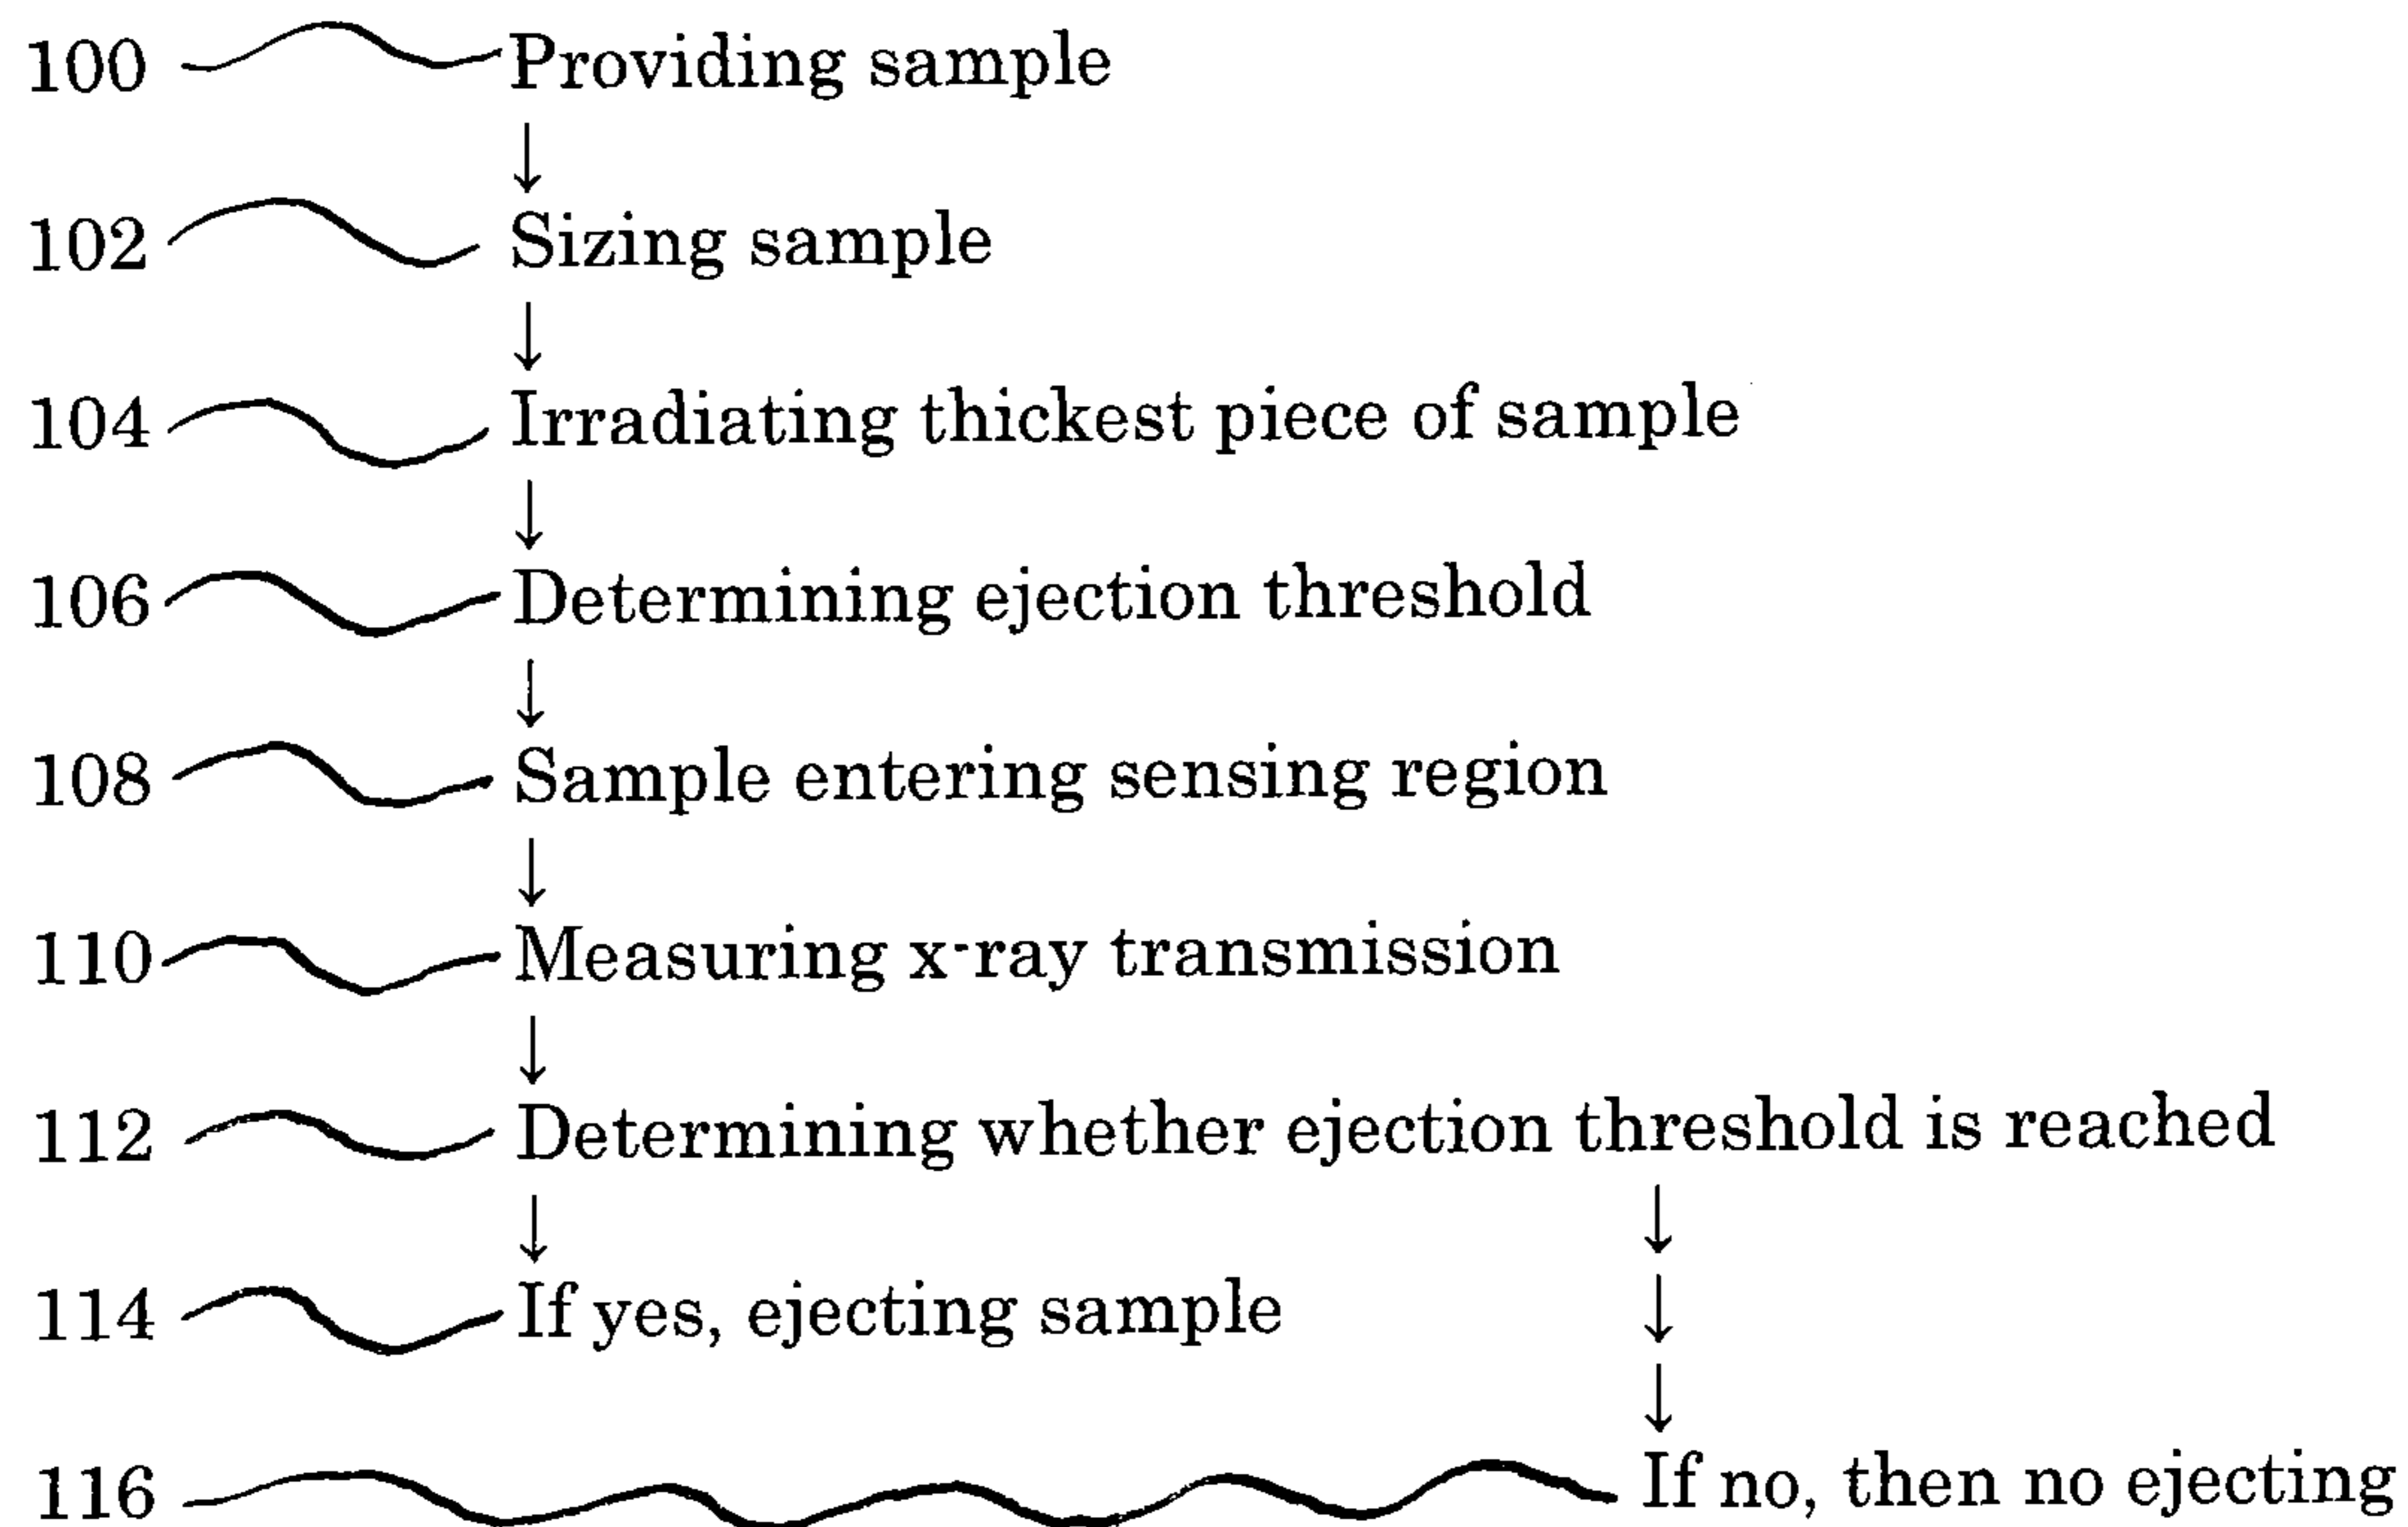 100 Providing sample
102 Sizing sample
104 Irradiating thickest piece of sample
106 Determining ejection threshold
108 Sample entering sensing region
110 Measuring x-ray transmission
112 Determining whether ejection threshold is reached
114 If yes, ejecting sample
116 If no, then no ejecting